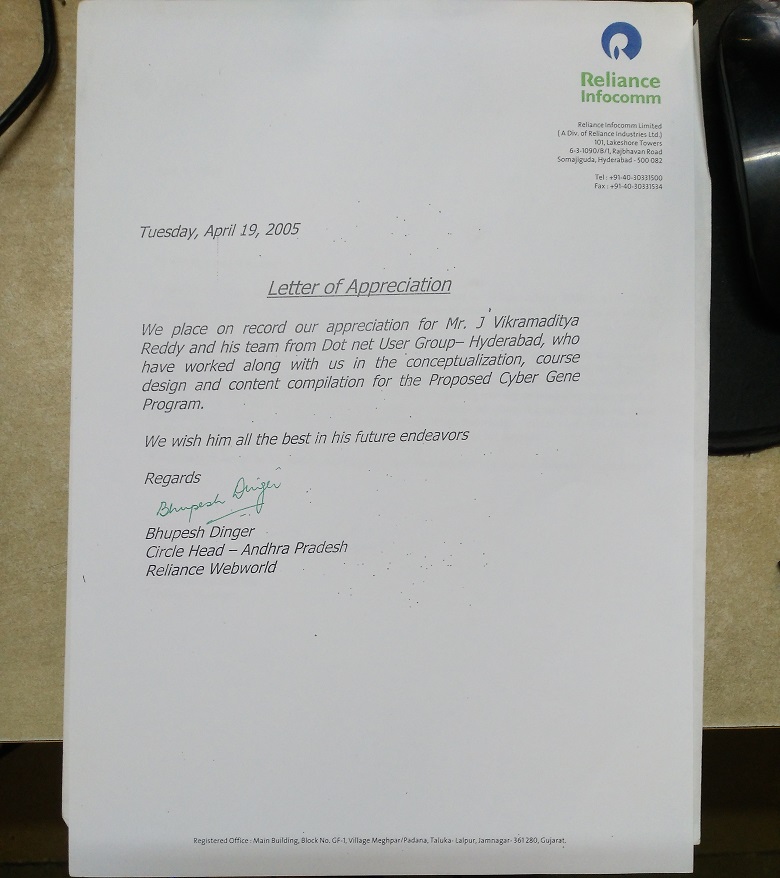 Reliance
Infocomm
Reliance Infocomm Limited
( A Div. of Reliance Industries Ltd.)
101, Lakeshore Towers
6-3-1090/B/1, Rajbhavan Road
Somajiguda, Hyderabad - 500 082
Tel : +91-40-30331500
Fax : +91-40-30331534
Tuesday, April 19, 2005
Letter of Appreciation
We place on record our appreciation for Mr. J Vikramaditya
Reddy and his team from Dot net User Group– Hyderabad, who
have worked along with us in the conceptualization, course
design and content compilation for the Proposed Cyber Gene
Program.
We wish him all the best in his future endeavors
Regards
Bhupesh Dinger
Bhupesh Dinger
Circle Head – Andhra Pradesh
Reliance Webworld
Registered Office : Main Building, Block No. GF-1, Village Meghpar/Padana, Taluka- Lalpur, Jamnagar- 361 280, Gujarat.